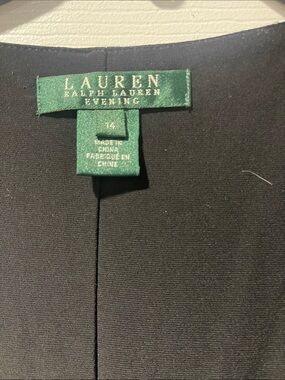 LAUREN
RALPH LAUREN
EVENING
14
MADE IN
CHINA
FABRIQUÉ EN
CHINE